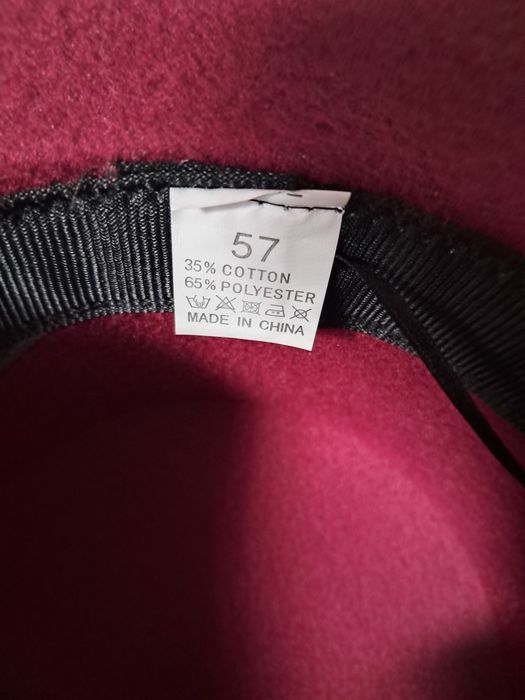 57
35% COTTON
65% POLYESTER
MADE IN CHINA